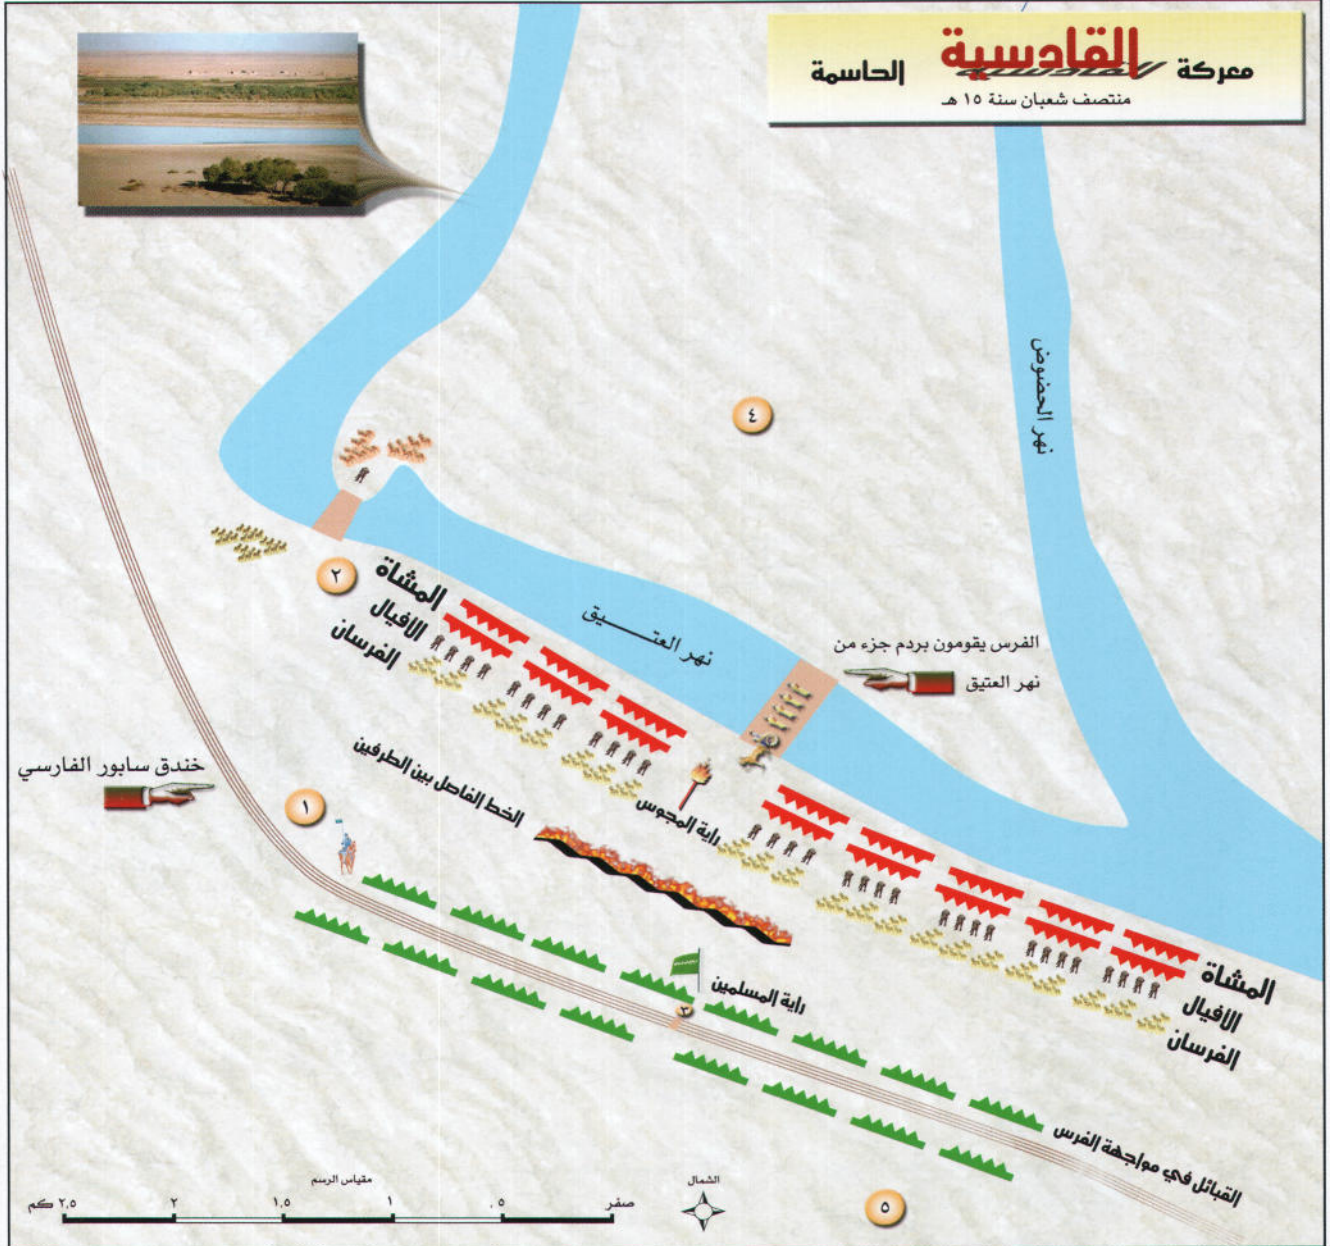 معركة القادسية الحاسمة
منتصف شعبان سنة ١٥ هـ
نهر الحضوض
٤
٢
المشاة
الافيال
الفرسان
نهر العتــــيق
الفرس يقومون بردم جزء من
نهر العتيق
خندق سابور الفارسي
١
الخط الفاصل بين الطرفين
راية المجوس
راية المسلمين
٣
المشاة
الافيال
الفرسان
القبائل في مواجهة الفرس
٥
الشمال
مقياس الرسم
صفر ٥. ١ ١,٥ ٢ ٢,٥ كم